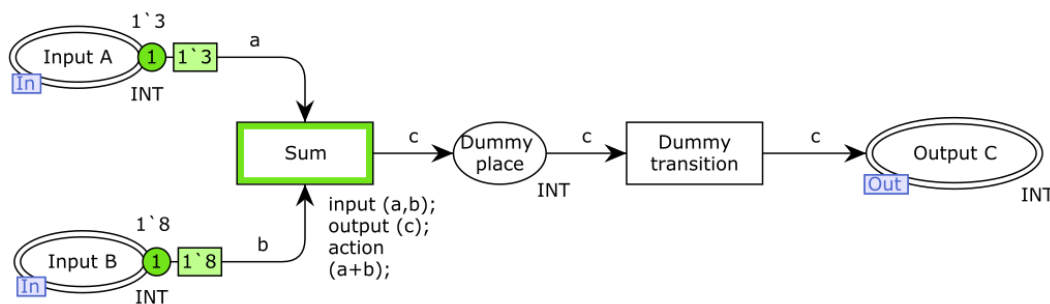 1`3
Input A
1
1`3
a
In
INT
Sum
c
Dummy
place
INT
c
Dummy
transition
c
Output C
Out
INT
input (a,b);
output (c);
action
(a+b);
1`8
Input B
1
1`8
b
In
INT